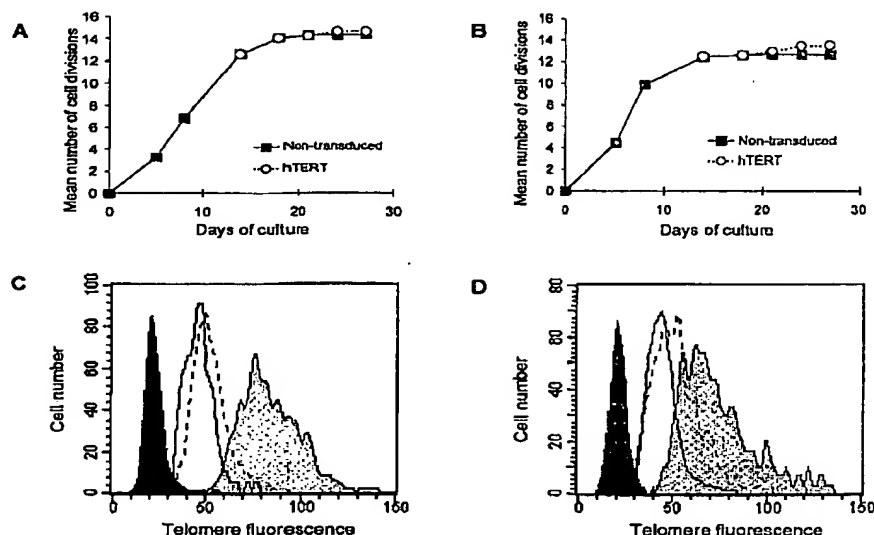 A
Mean number of cell divisions
16
14
12
10
8
6
4
2
0
Non-transduced
hTERT
0
10
20
30
Days of culture
B
Mean number of cell divisions
16
14
12
10
8
6
4
2
0
Non-transduced
hTERT
0
10
20
30
Days of culture
C
Cell number
100
80
60
40
20
0
0
50
100
150
Telomere fluorescence
D
Cell number
80
60
40
20
0
0
50
100
150
Telomere fluorescence